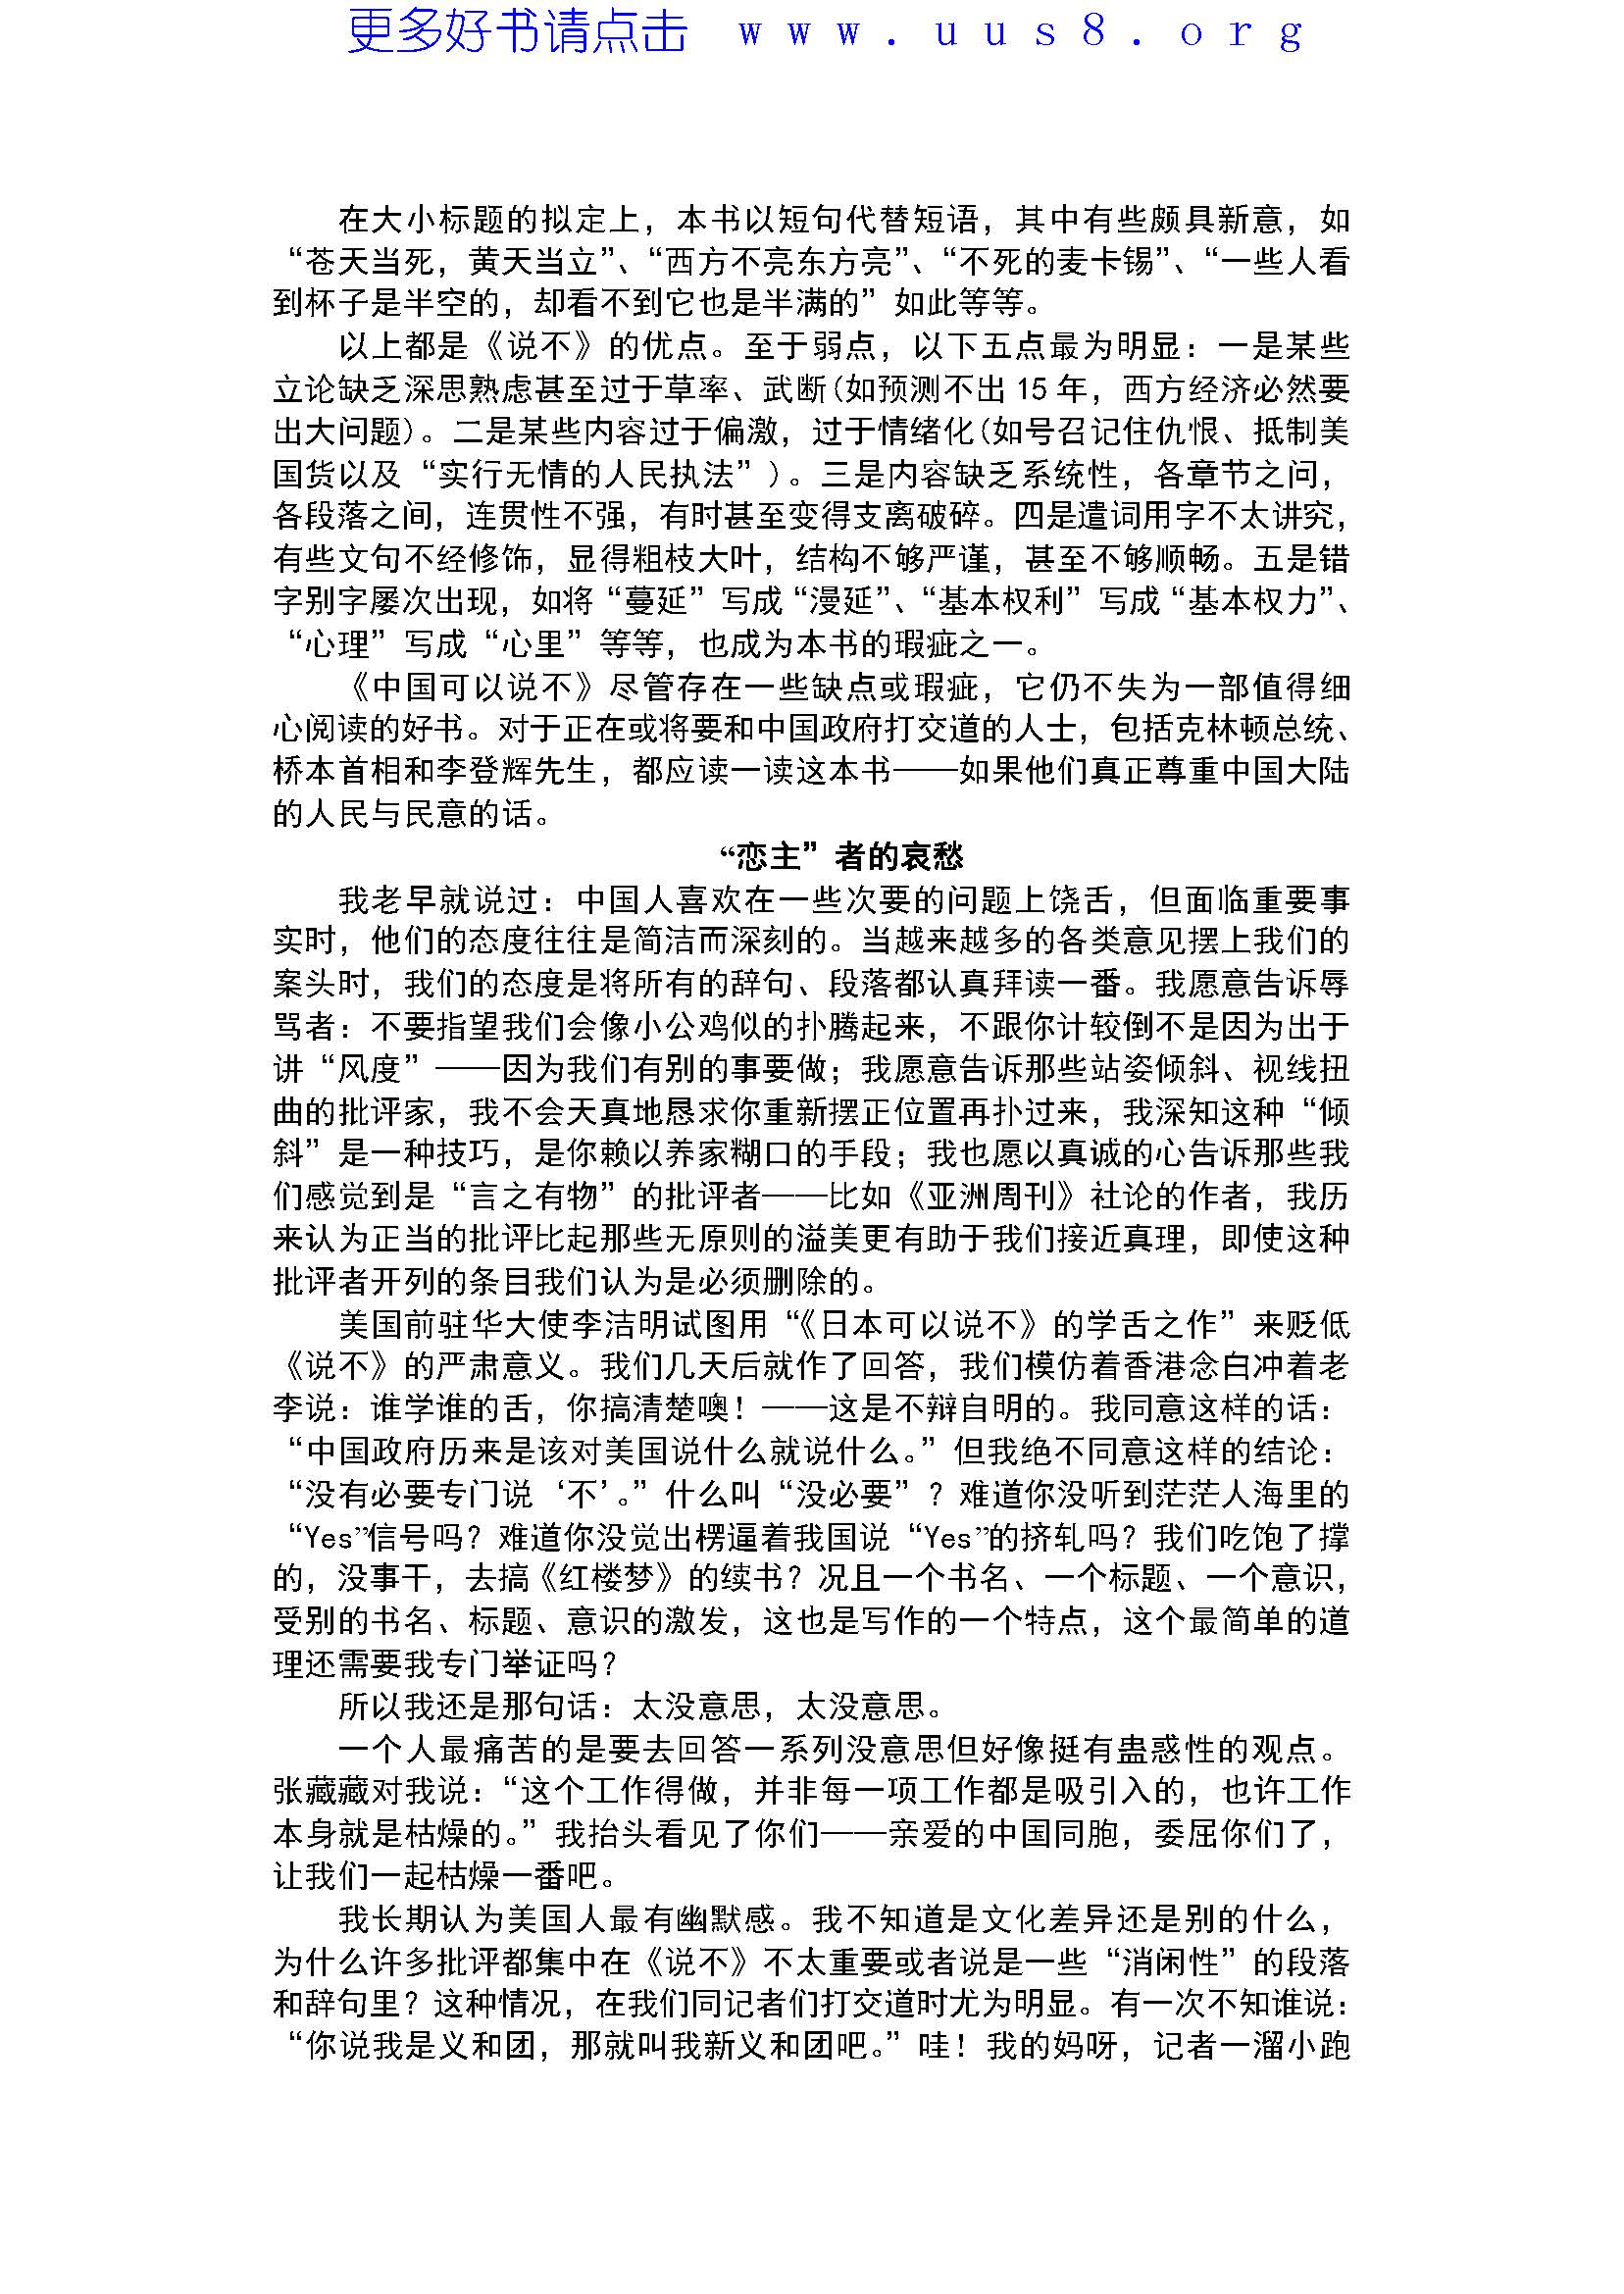 更多好书请点击 www.uus8.org
在大小标题的拟定上，本书以短句代替短语，其中有些颇具新意，如
“苍天当死，黄天当立”、“西方不亮东方亮”、“不死的麦卡锡”、“一些人看
到杯子是半空的，却看不到它也是半满的”如此等等。
以上都是《说不》的优点。至于弱点，以下五点最为明显：一是某些
立论缺乏深思熟虑甚至过于草率、武断(如预测不出 15 年，西方经济必然要
出大问题)。二是某些内容过于偏激，过于情绪化(如号召记住仇恨、抵制美
国货以及“实行无情的人民执法”)。三是内容缺乏系统性，各章节之问，
各段落之间，连贯性不强，有时甚至变得支离破碎。四是遣词用字不太讲究，
有些文句不经修饰，显得粗枝大叶，结构不够严谨，甚至不够顺畅。五是错
字别字屡次出现，如将“蔓延”写成“漫延”、“基本权利”写成“基本权力”、
“心理”写成“心里”等等，也成为本书的瑕疵之一。
《中国可以说不》尽管存在一些缺点或瑕疵，它仍不失为一部值得细
心阅读的好书。对于正在或将要和中国政府打交道的人士，包括克林顿总统、
桥本首相和李登辉先生，都应读一读这本书——如果他们真正尊重中国大陆
的人民与民意的话。
“恋主”者的哀愁
我老早就说过：中国人喜欢在一些次要的问题上饶舌，但面临重要事
实时，他们的态度往往是简洁而深刻的。当越来越多的各类意见摆上我们的
案头时，我们的态度是将所有的辞句、段落都认真拜读一番。我愿意告诉辱
骂者：不要指望我们会像小公鸡似的扑腾起来，不跟你计较倒不是因为出于
讲“风度”——因为我们有别的事要做；我愿意告诉那些站姿倾斜、视线扭
曲的批评家，我不会天真地恳求你重新摆正位置再扑过来，我深知这种“倾
斜”是一种技巧，是你赖以养家糊口的手段；我也愿以真诚的心告诉那些我
们感觉到是“言之有物”的批评者——比如《亚洲周刊》社论的作者，我历
来认为正当的批评比起那些无原则的溢美更有助于我们接近真理，即使这种
批评者开列的条目我们认为是必须删除的。
美国前驻华大使李洁明试图用“《日本可以说不》的学舌之作”来贬低
《说不》的严肃意义。我们几天后就作了回答，我们模仿着香港念白冲着老
李说：谁学谁的舌，你搞清楚噢！——这是不辩自明的。我同意这样的话：
“中国政府历来是该对美国说什么就说什么。”但我绝不同意这样的结论：
“没有必要专门说‘不’。”什么叫“没必要”？难道你没听到茫茫人海里的
“Yes”信号吗？难道你没觉出楞逼着我国说“Yes”的挤轧吗？我们吃饱了撑
的，没事干，去搞《红楼梦》的续书？况且一个书名、一个标题、一个意识，
受别的书名、标题、意识的激发，这也是写作的一个特点，这个最简单的道
理还需要我专门举证吗？
所以我还是那句话：太没意思，太没意思。
一个人最痛苦的是要去回答一系列没意思但好像挺有蛊惑性的观点。
张藏藏对我说：“这个工作得做，并非每一项工作都是吸引入的，也许工作
本身就是枯燥的。”我抬头看见了你们——亲爱的中国同胞，委屈你们了，
让我们一起枯燥一番吧。
我长期认为美国人最有幽默感。我不知道是文化差异还是别的什么，
为什么许多批评都集中在《说不》不太重要或者说是一些“消闲性”的段落
和辞句里？这种情况，在我们同记者们打交道时尤为明显。有一次不知谁说：
“你说我是义和团，那就叫我新义和团吧。”哇！我的妈呀，记者一溜小跑